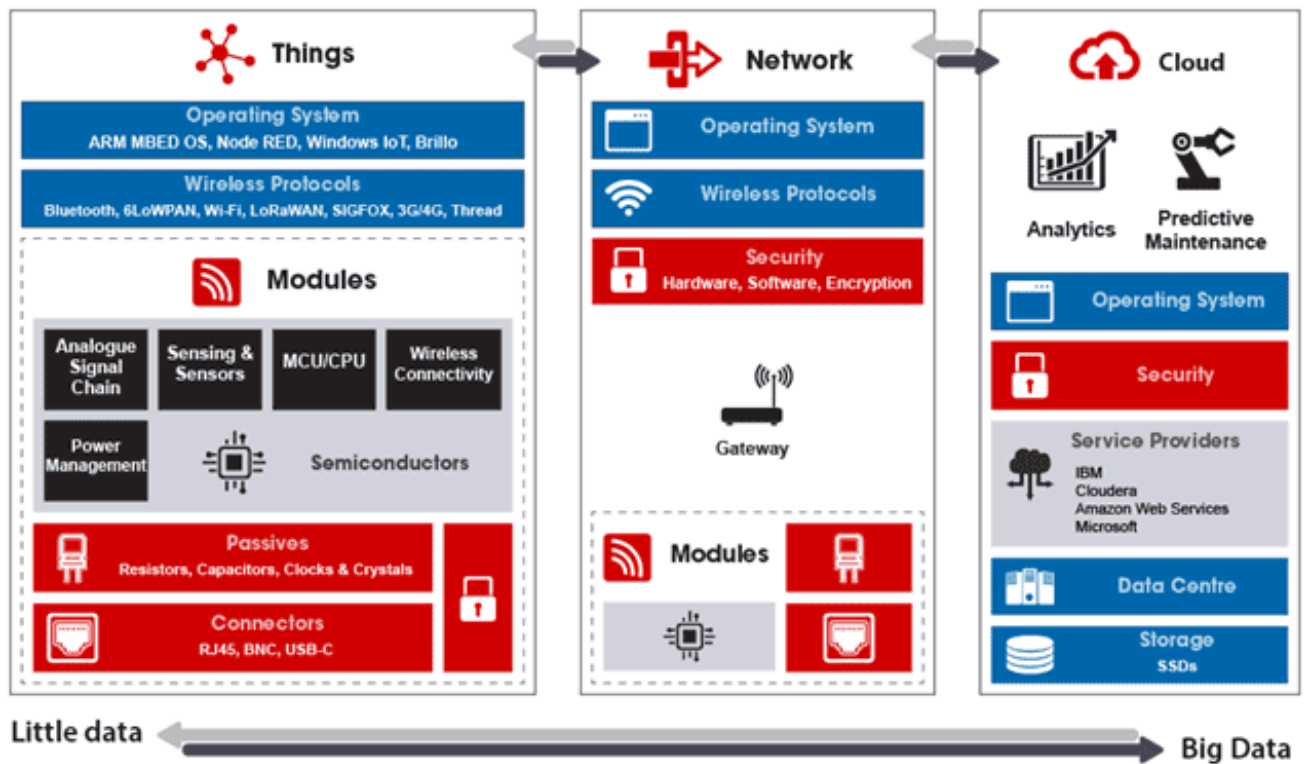 Things
Operating System
ARM MBED OS, Node RED, Windows IoT, Brillo
Wireless Protocols
Bluetooth, 6LoWPAN, Wi-Fi, LoRaWAN, SIGFOX, 3G/4G, Thread
Modules
Analogue
Signal
Chain
Sensing &
Sensors
MCU/CPU
Wireless
Connectivity
Power
Management
Semiconductors
Passives
Resistors, Capacitors, Clocks & Crystals
Connectors
RJ45, BNC, USB-C
Network
Operating System
Wireless Protocols
Security
Hardware, Software, Encryption
Gateway
Modules
Cloud
Analytics
Predictive
Maintenance
Operating System
Security
Service Providers
IBM
Cloudera
Amazon Web Services
Microsoft
Data Centre
Storage
SSDs
Little data
Big Data